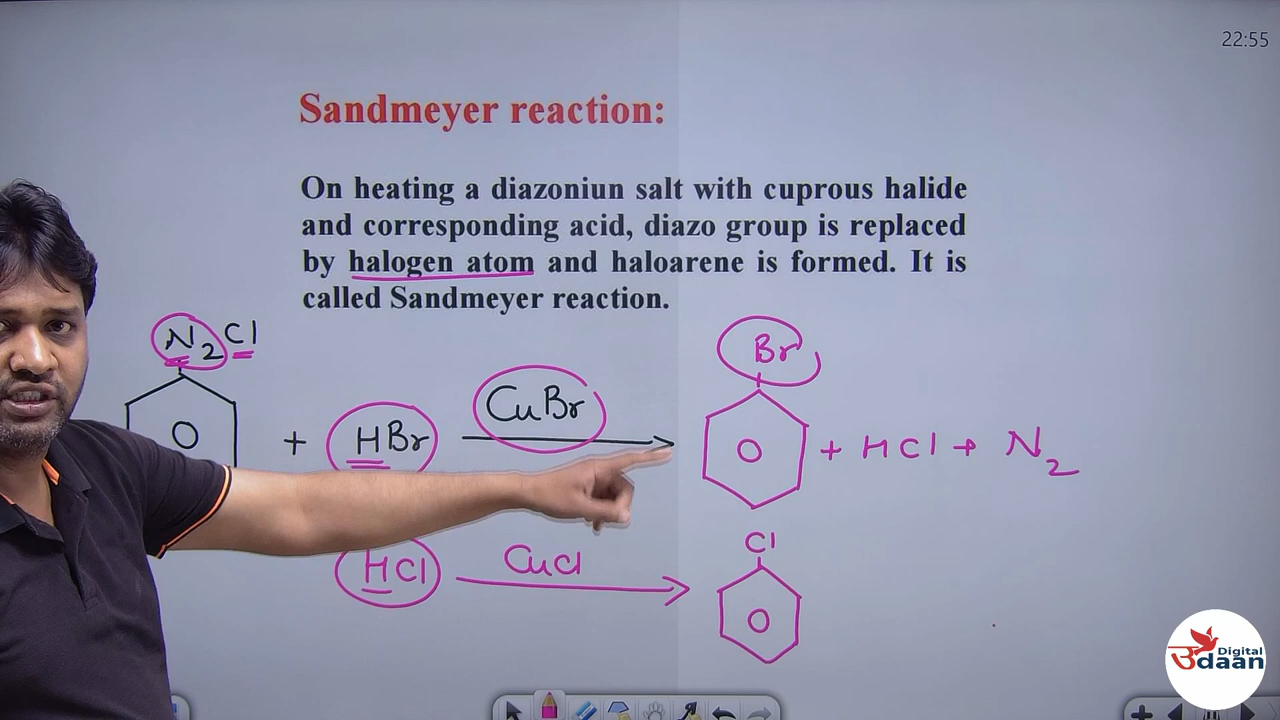 22:55
Sandmeyer reaction:
On heating a diazoniun salt with cuprous halide
and corresponding acid, diazo group is replaced
by halogen atom and haloarene is formed. It is
called Sandmeyer reaction.
N2Cl
+ HBr CuBr Br + HCl + N2
HCl CuCl Cl
Digital
उdaan